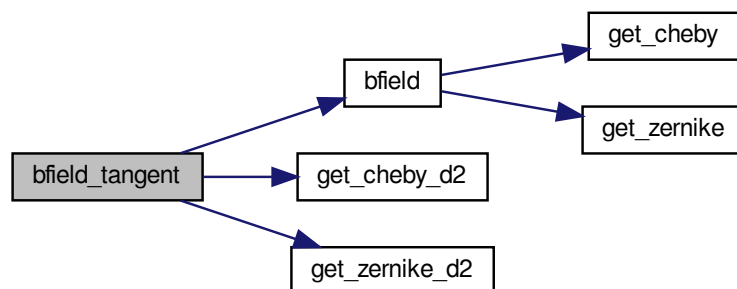 get_cheby
bfield
get_zernike
bfield_tangent
get_cheby_d2
get_zernike_d2